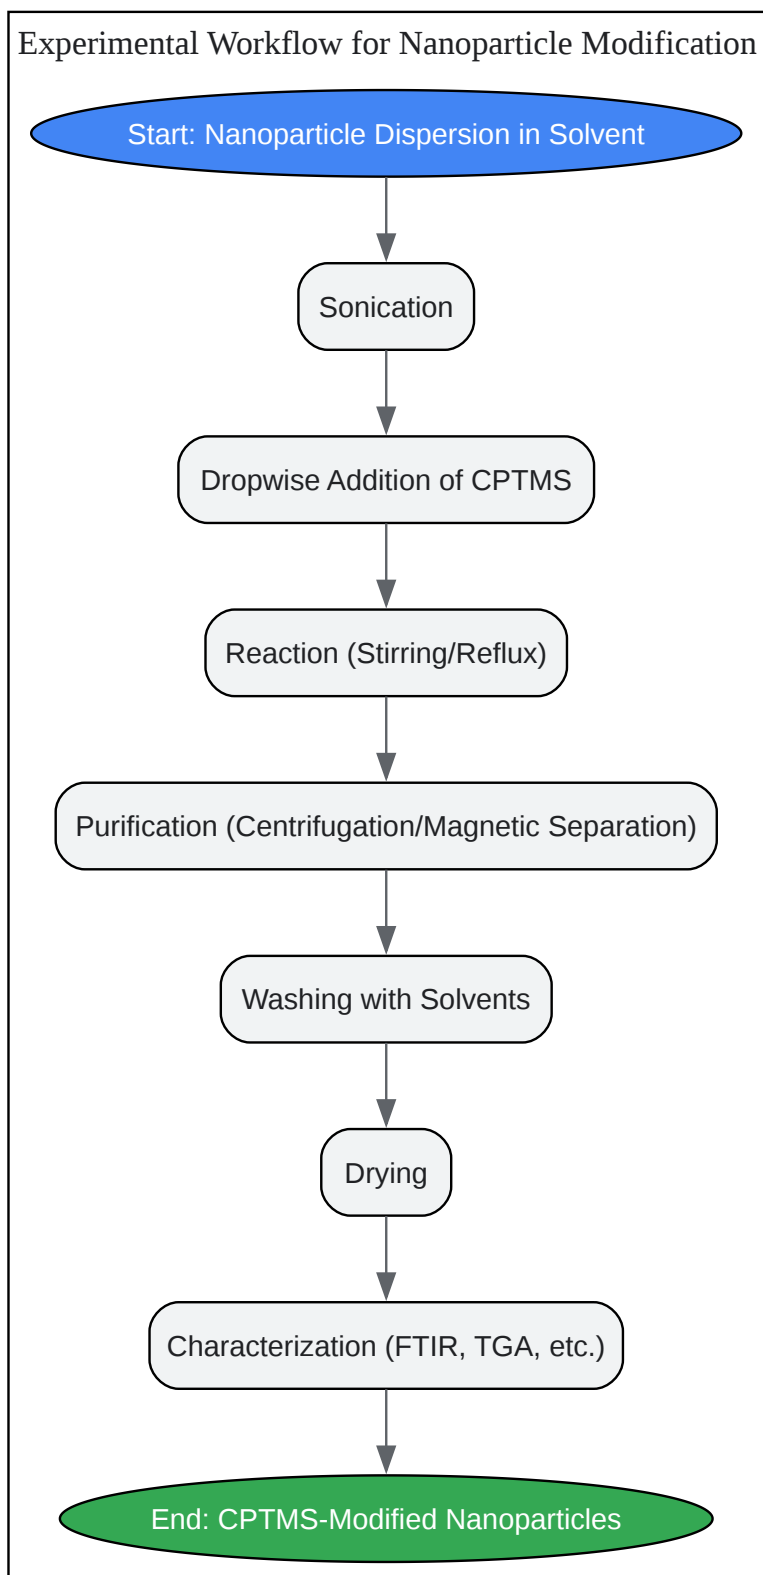 Experimental Workflow for Nanoparticle Modification
Start: Nanoparticle Dispersion in Solvent
Sonication
Dropwise Addition of CPTMS
Reaction (Stirring/Reflux)
Purification (Centrifugation/Magnetic Separation)
Washing with Solvents
Drying
Characterization (FTIR, TGA, etc.)
End: CPTMS-Modified Nanoparticles